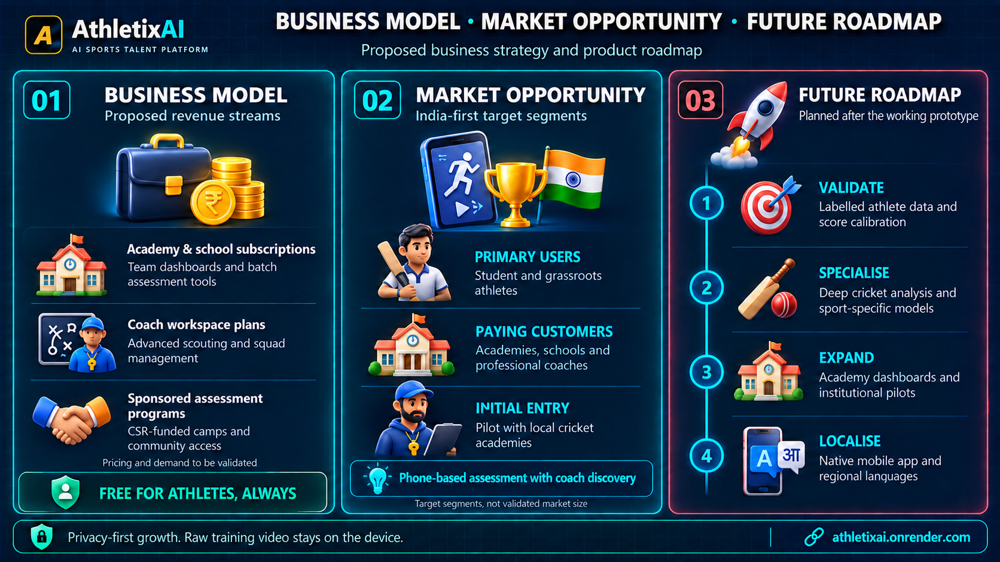 A
AthletixAI
AI SPORTS TALENT PLATFORM
BUSINESS MODEL • MARKET OPPORTUNITY • FUTURE ROADMAP
Proposed business strategy and product roadmap
01
BUSINESS MODEL
Proposed revenue streams
₹
Academy & school subscriptions
Team dashboards and batch
assessment tools
Coach workspace plans
Advanced scouting and squad
management
Sponsored assessment
programs
CSR-funded camps and
community access
Pricing and demand to be validated
FREE FOR ATHLETES, ALWAYS
02
MARKET OPPORTUNITY
India-first target segments
PRIMARY USERS
Student and grassroots
athletes
PAYING CUSTOMERS
Academies, schools and
professional coaches
INITIAL ENTRY
Pilot with local cricket
academies
Phone-based assessment with coach discovery
Target segments, not validated market size
03
FUTURE ROADMAP
Planned after the working prototype
1
VALIDATE
Labelled athlete data and
score calibration
2
SPECIALISE
Deep cricket analysis and
sport-specific models
3
EXPAND
Academy dashboards and
institutional pilots
4
A
आ
LOCALISE
Native mobile app and
regional languages
Privacy-first growth. Raw training video stays on the device.
athletixai.onrender.com